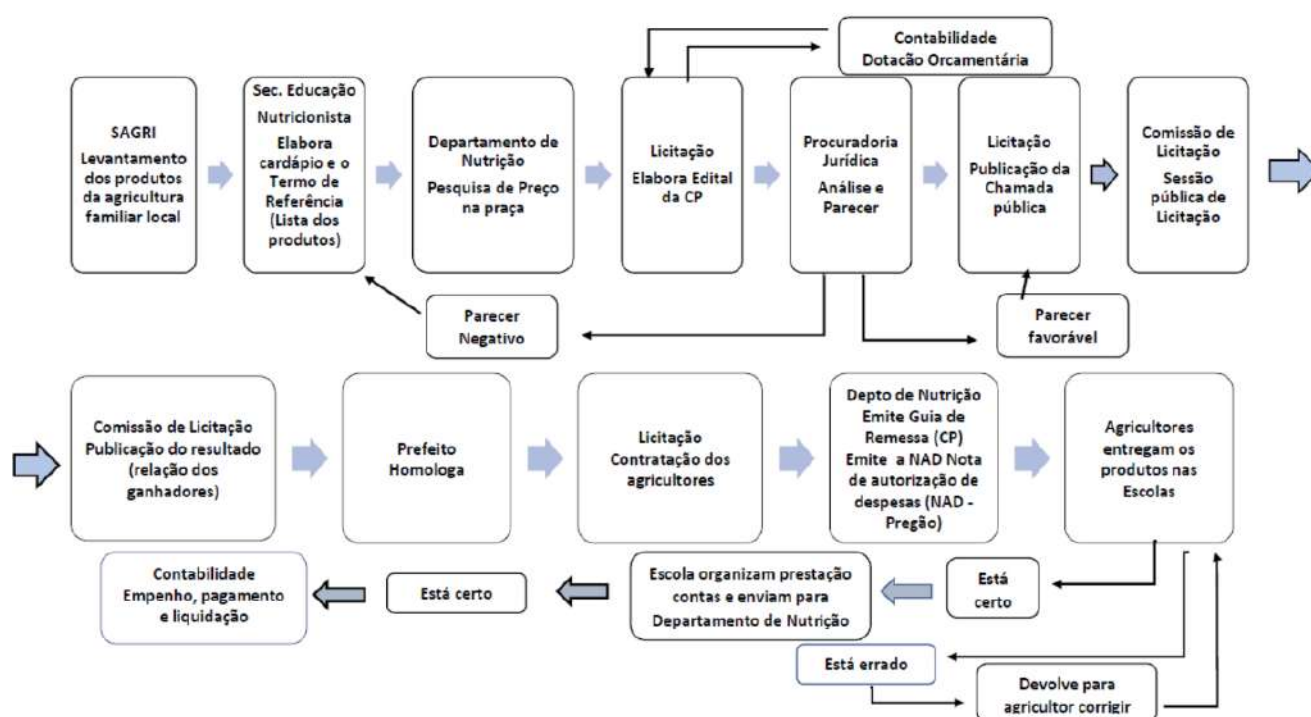 Contabilidade
Dotacão Orcamentária
SAGRI
Levantamento
dos produtos
da agricultura
familiar local
Sec. Educação
Nutricionista
Elabora
cardápio e o
Termo de
Referência
(Lista dos
produtos)
Departamento de
Nutrição
Pesquisa de Preço
na praça
Licitação
Elabora Edital
da CP
Procuradoria
Jurídica
Análise e
Parecer
Licitação
Publicação da
Chamada
pública
Comissão de
Licitação
Sessão
pública de
Licitação
Parecer
Negativo
Parecer
favorável
Comissão de Licitação
Publicação do resultado
(relação dos
ganhadores)
Prefeito
Homologa
Licitação
Contratação dos
agricultores
Depto de Nutrição
Emite Guia de
Remessa (CP)
Emite a NAD Nota
de autorização de
despesas (NAD -
Pregão)
Agricultores
entregam os
produtos nas
Escolas
Contabilidade
Empenho, pagamento
e liquidação
Está certo
Escola organizam prestação
contas e enviam para
Departamento de Nutrição
Está
certo
Está errado
Devolve para
agricultor corrigir